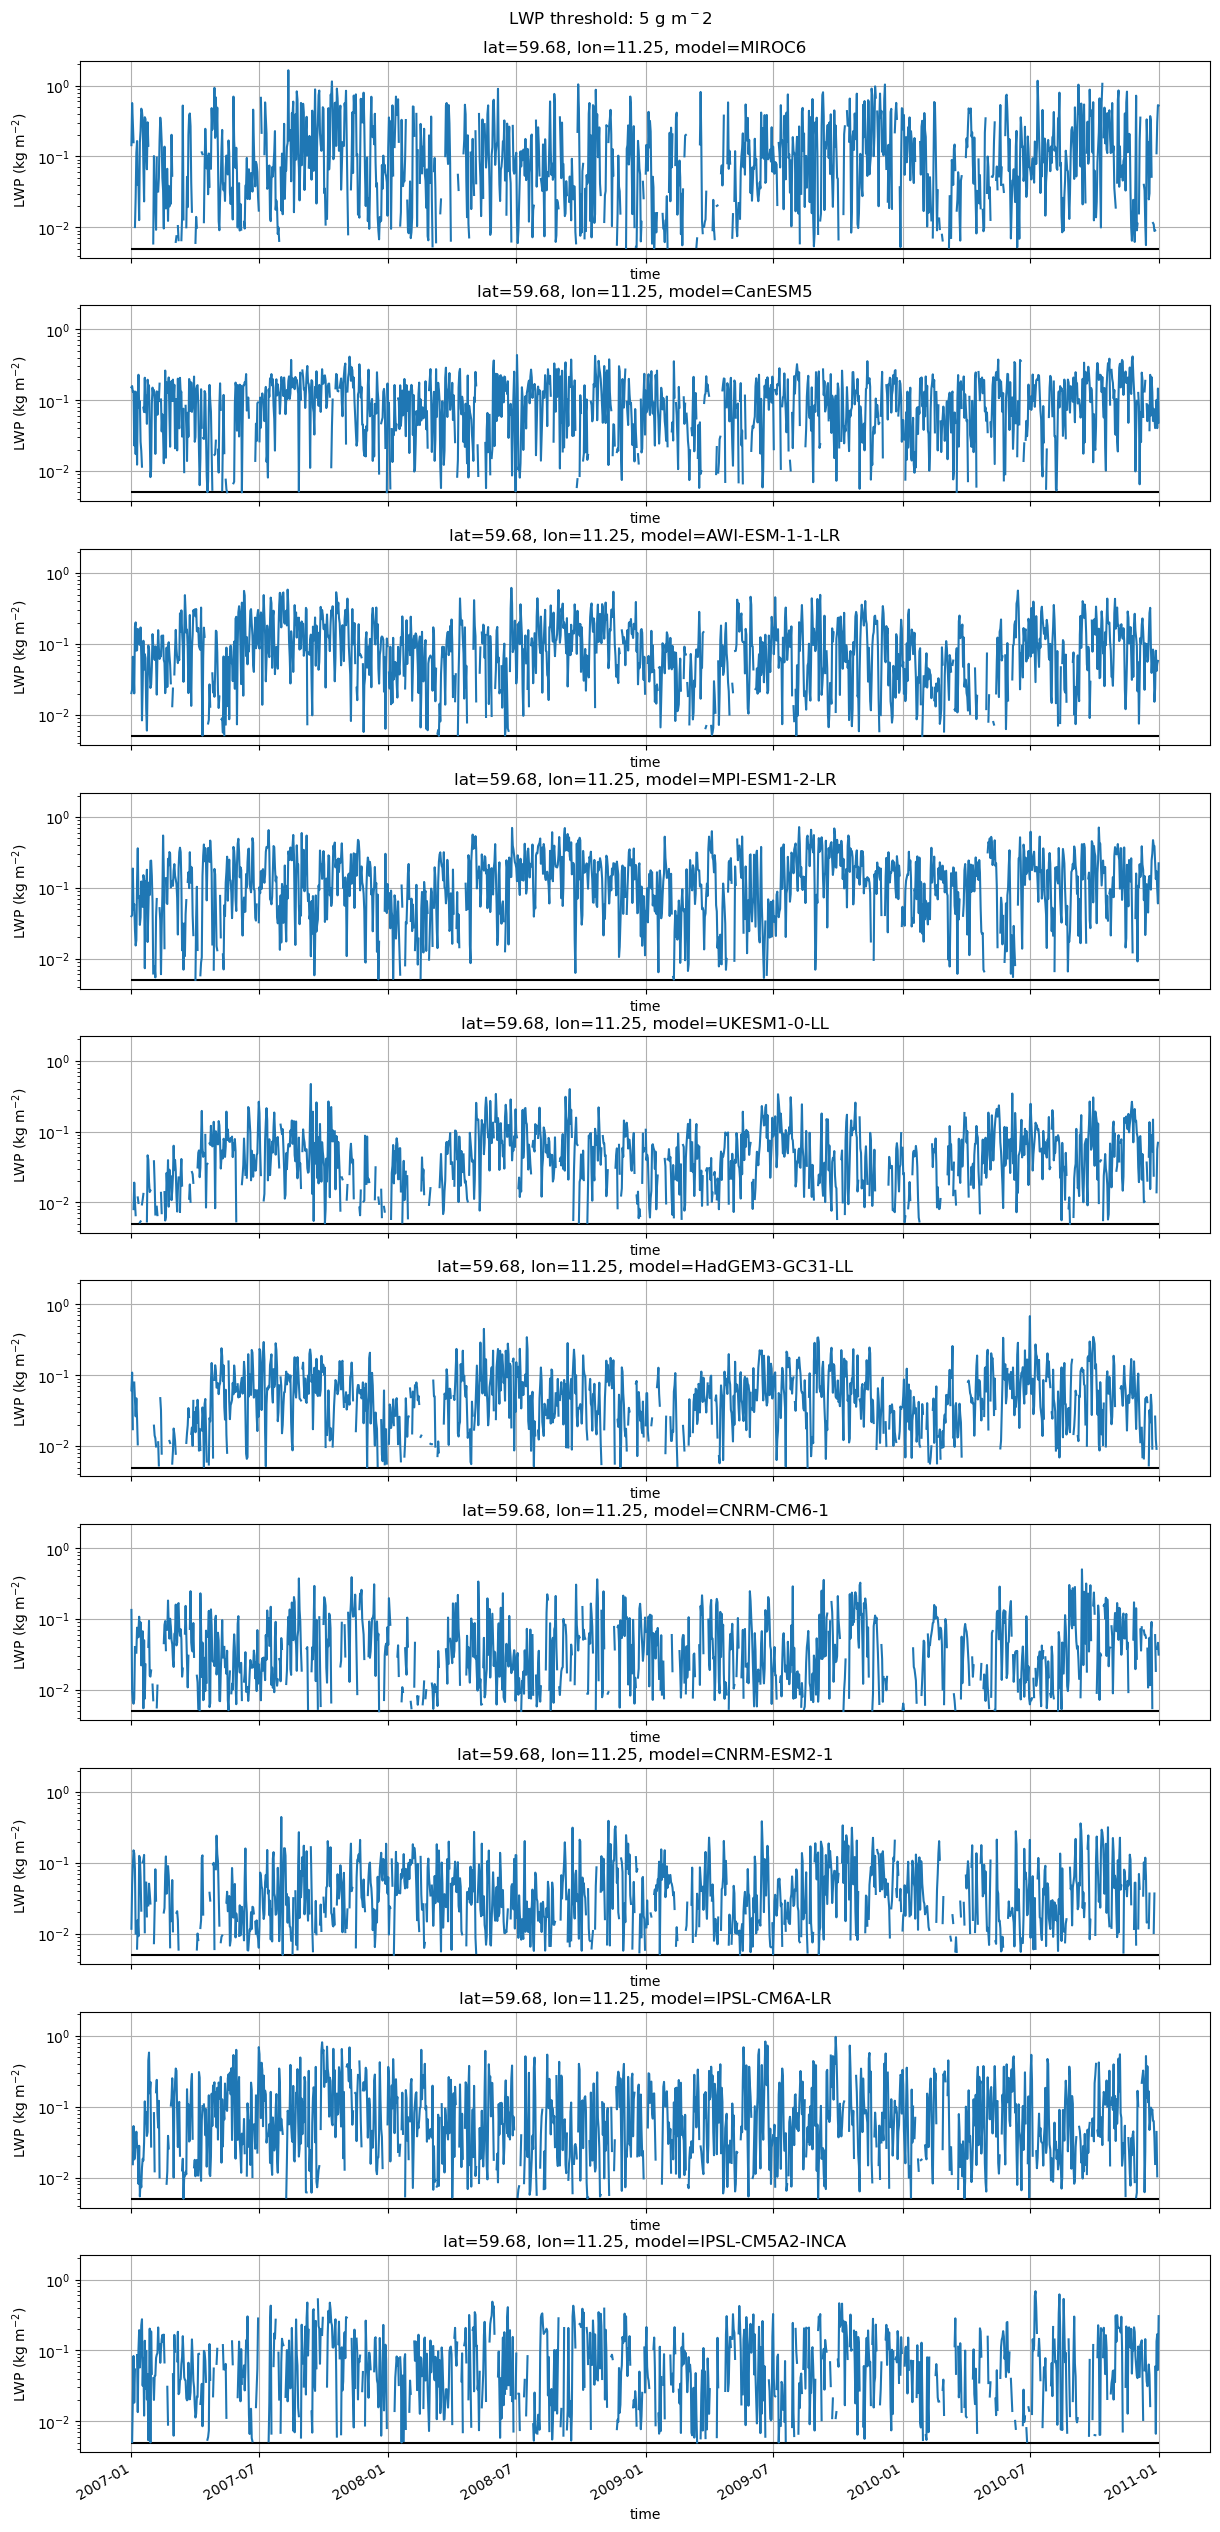 LWP threshold: 5 g m⁻2
lat=59.68, lon=11.25, model=MIROC6
10⁰
10⁻¹
10⁻²
LWP (kg m⁻²)
time
lat=59.68, lon=11.25, model=CanESM5
10⁰
10⁻¹
10⁻²
LWP (kg m⁻²)
time
lat=59.68, lon=11.25, model=AWI-ESM-1-1-LR
10⁰
10⁻¹
10⁻²
LWP (kg m⁻²)
time
lat=59.68, lon=11.25, model=MPI-ESM1-2-LR
10⁰
10⁻¹
10⁻²
LWP (kg m⁻²)
time
lat=59.68, lon=11.25, model=UKESM1-0-LL
10⁰
10⁻¹
10⁻²
LWP (kg m⁻²)
time
lat=59.68, lon=11.25, model=HadGEM3-GC31-LL
10⁰
10⁻¹
10⁻²
LWP (kg m⁻²)
time
lat=59.68, lon=11.25, model=CNRM-CM6-1
10⁰
10⁻¹
10⁻²
LWP (kg m⁻²)
time
lat=59.68, lon=11.25, model=CNRM-ESM2-1
10⁰
10⁻¹
10⁻²
LWP (kg m⁻²)
time
lat=59.68, lon=11.25, model=IPSL-CM6A-LR
10⁰
10⁻¹
10⁻²
LWP (kg m⁻²)
time
lat=59.68, lon=11.25, model=IPSL-CM5A2-INCA
10⁰
10⁻¹
10⁻²
LWP (kg m⁻²)
2007-01 2007-07 2008-01 2008-07 2009-01 2009-07 2010-01 2010-07 2011-01
time